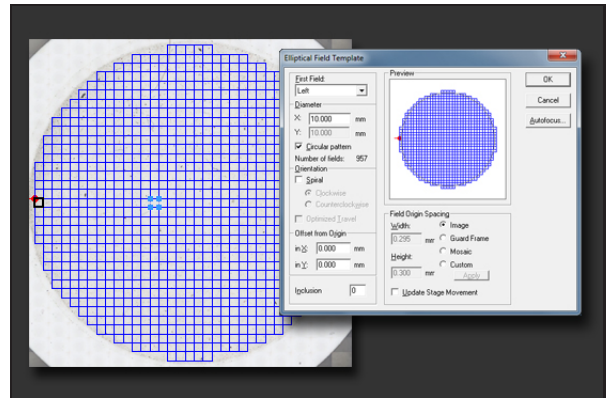 Elliptical Field Template
First Field:
Left
Diameter
X: 10.000 mm
Y: 10.000 mm
Circular pattern
Number of fields: 957
Orientation
Spiral
Clockwise
Counterclockwise
Optimized Travel
Offset from Origin
in X: 0.000 mm
in Y: 0.000 mm
Inclusion 0
Preview
Field Origin Spacing
Width: Image
0.295 mm Guard Frame
Mosaic
Height: Custom
0.300 mm Apply
Update Stage Movement
OK
Cancel
Autofocus...